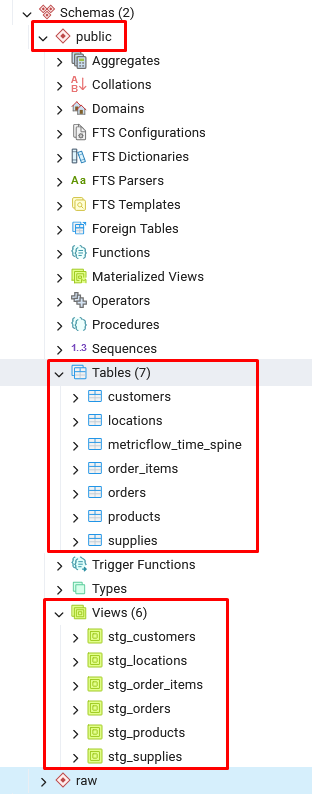 Schemas (2)
public
Aggregates
Collations
Domains
FTS Configurations
FTS Dictionaries
Aa FTS Parsers
FTS Templates
Foreign Tables
Functions
Materialized Views
Operators
Procedures
1..3 Sequences
Tables (7)
customers
locations
metricflow_time_spine
order_items
orders
products
supplies
Trigger Functions
Types
Views (6)
stg_customers
stg_locations
stg_order_items
stg_orders
stg_products
stg_supplies
raw